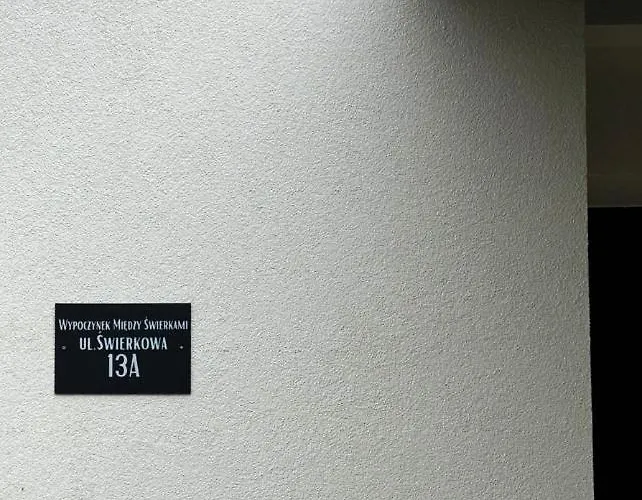 Wypoczynek Między Świerkami
ul.Świerkowa
13A